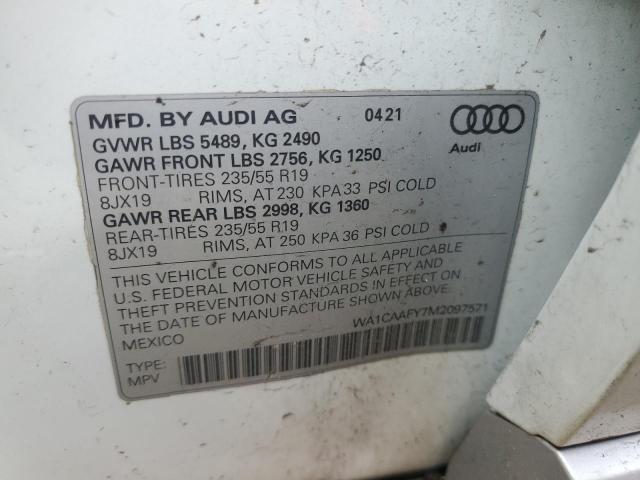 MFD. BY AUDI AG 0421
Audi
GVWR LBS 5489, KG 2490
GAWR FRONT LBS 2756, KG 1250
FRONT-TIRES 235/55 R19
8JX19 RIMS, AT 230 KPA 33 PSI COLD
GAWR REAR LBS 2998, KG 1360
REAR-TIRES 235/55 R19
8JX19 RIMS, AT 250 KPA 36 PSI COLD
THIS VEHICLE CONFORMS TO ALL APPLICABLE
U.S. FEDERAL MOTOR VEHICLE SAFETY AND
THEFT PREVENTION STANDARDS IN EFFECT ON
THE DATE OF MANUFACTURE SHOWN ABOVE.
MEXICO WA1CAAFY7M2097571
TYPE:
MPV